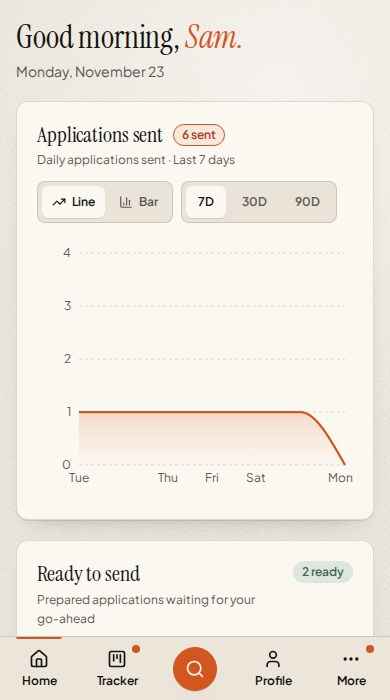 Good morning, Sam.
Monday, November 23
Applications sent 6 sent
Daily applications sent · Last 7 days
Line Bar 7D 30D 90D
4
3
2
1
0
Tue Thu Fri Sat Mon
Ready to send 2 ready
Prepared applications waiting for your
go-ahead
Home Tracker Profile More